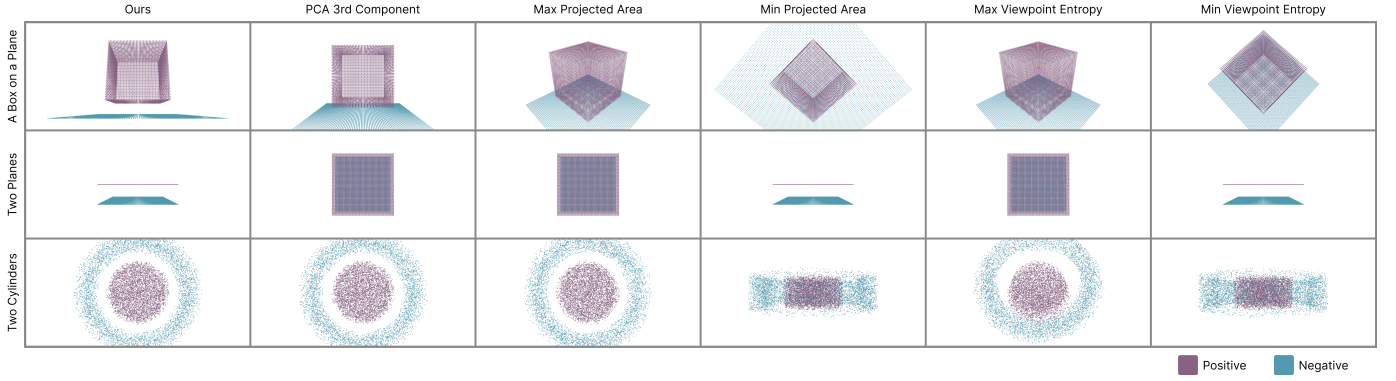 Ours PCA 3rd Component Max Projected Area Min Projected Area Max Viewpoint Entropy Min Viewpoint Entropy
A Box on a Plane
Two Planes
Two Cylinders
Positive Negative